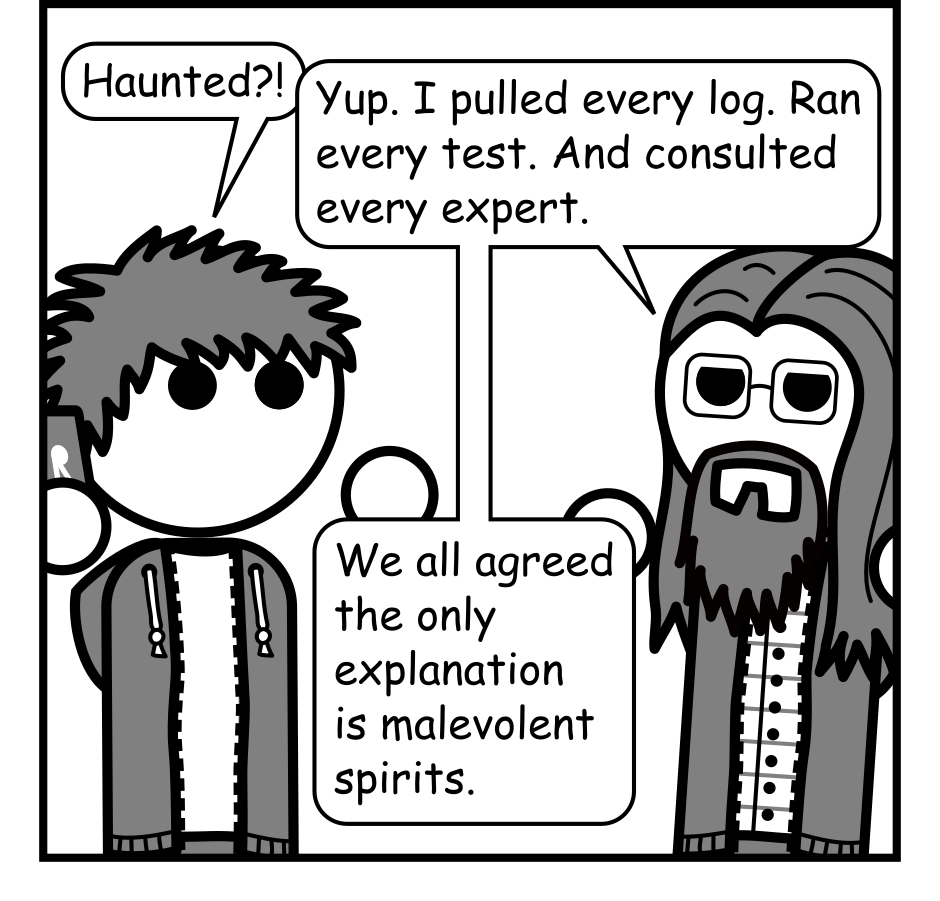 Haunted?!
Yup. I pulled every log. Ran
every test. And consulted
every expert.
We all agreed
the only
explanation
is malevolent
spirits.
R